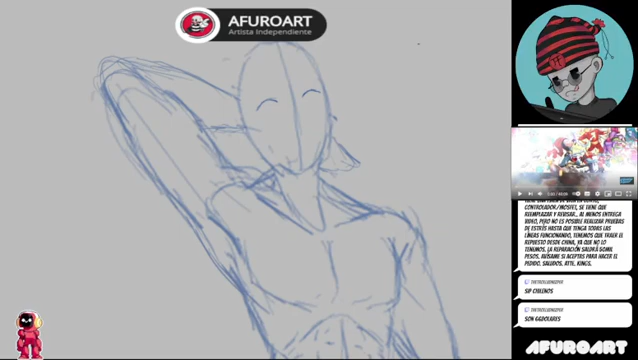 AFUROART
Artista Independiente
CONTROLADOR/MOSFET, SE TIENE QUE
REEMPLAZAR Y REVISAR... AL MENOS ENTREGA
VIDEO, PERO NO ES POSIBLE REALIZAR PRUEBAS
DE ESTRÉS HASTA QUE TENGA TODAS LAS
LÍNEAS FUNCIONANDO, TENEMOS QUE TRAER EL
REPUESTO DESDE CHINA, YA QUE NO LO
TENEMOS. LA REPARACIÓN SALDRÁ 60MIL
PESOS, AVÍSAME SI ACEPTAS PARA HACER EL
PEDIDO. SALUDOS. ATTE, KINGS.
SIP CHILENOS
SON 66DOLARES
AFUROART